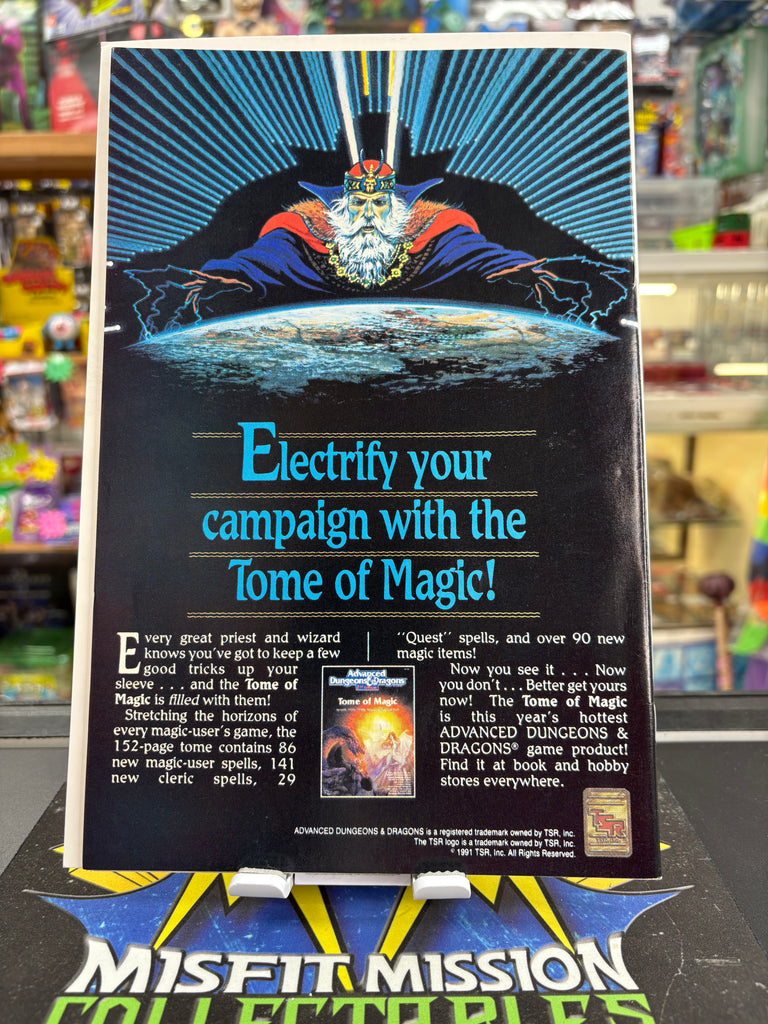 Electrify your
campaign with the
Tome of Magic!
Every great priest and wizard
knows you've got to keep a few
good tricks up your
sleeve . . . and the Tome of
Magic is filled with them!
Stretching the horizons of
every magic-user's game, the
152-page tome contains 86
new magic-user spells, 141
new cleric spells, 29
"Quest" spells, and over 90 new
magic items!
Now you see it . . . Now
you don't . . . Better get yours
now! The Tome of Magic
is this year's hottest
ADVANCED DUNGEONS &
DRAGONS® game product!
Find it at book and hobby
stores everywhere.
Advanced
Dungeons & Dragons
Tome of Magic
ADVANCED DUNGEONS & DRAGONS is a registered trademark owned by TSR, Inc.
The TSR logo is a trademark owned by TSR, Inc.
© 1991 TSR, Inc. All Rights Reserved.
TSR
MISFIT MISSION
COLLECTABLES